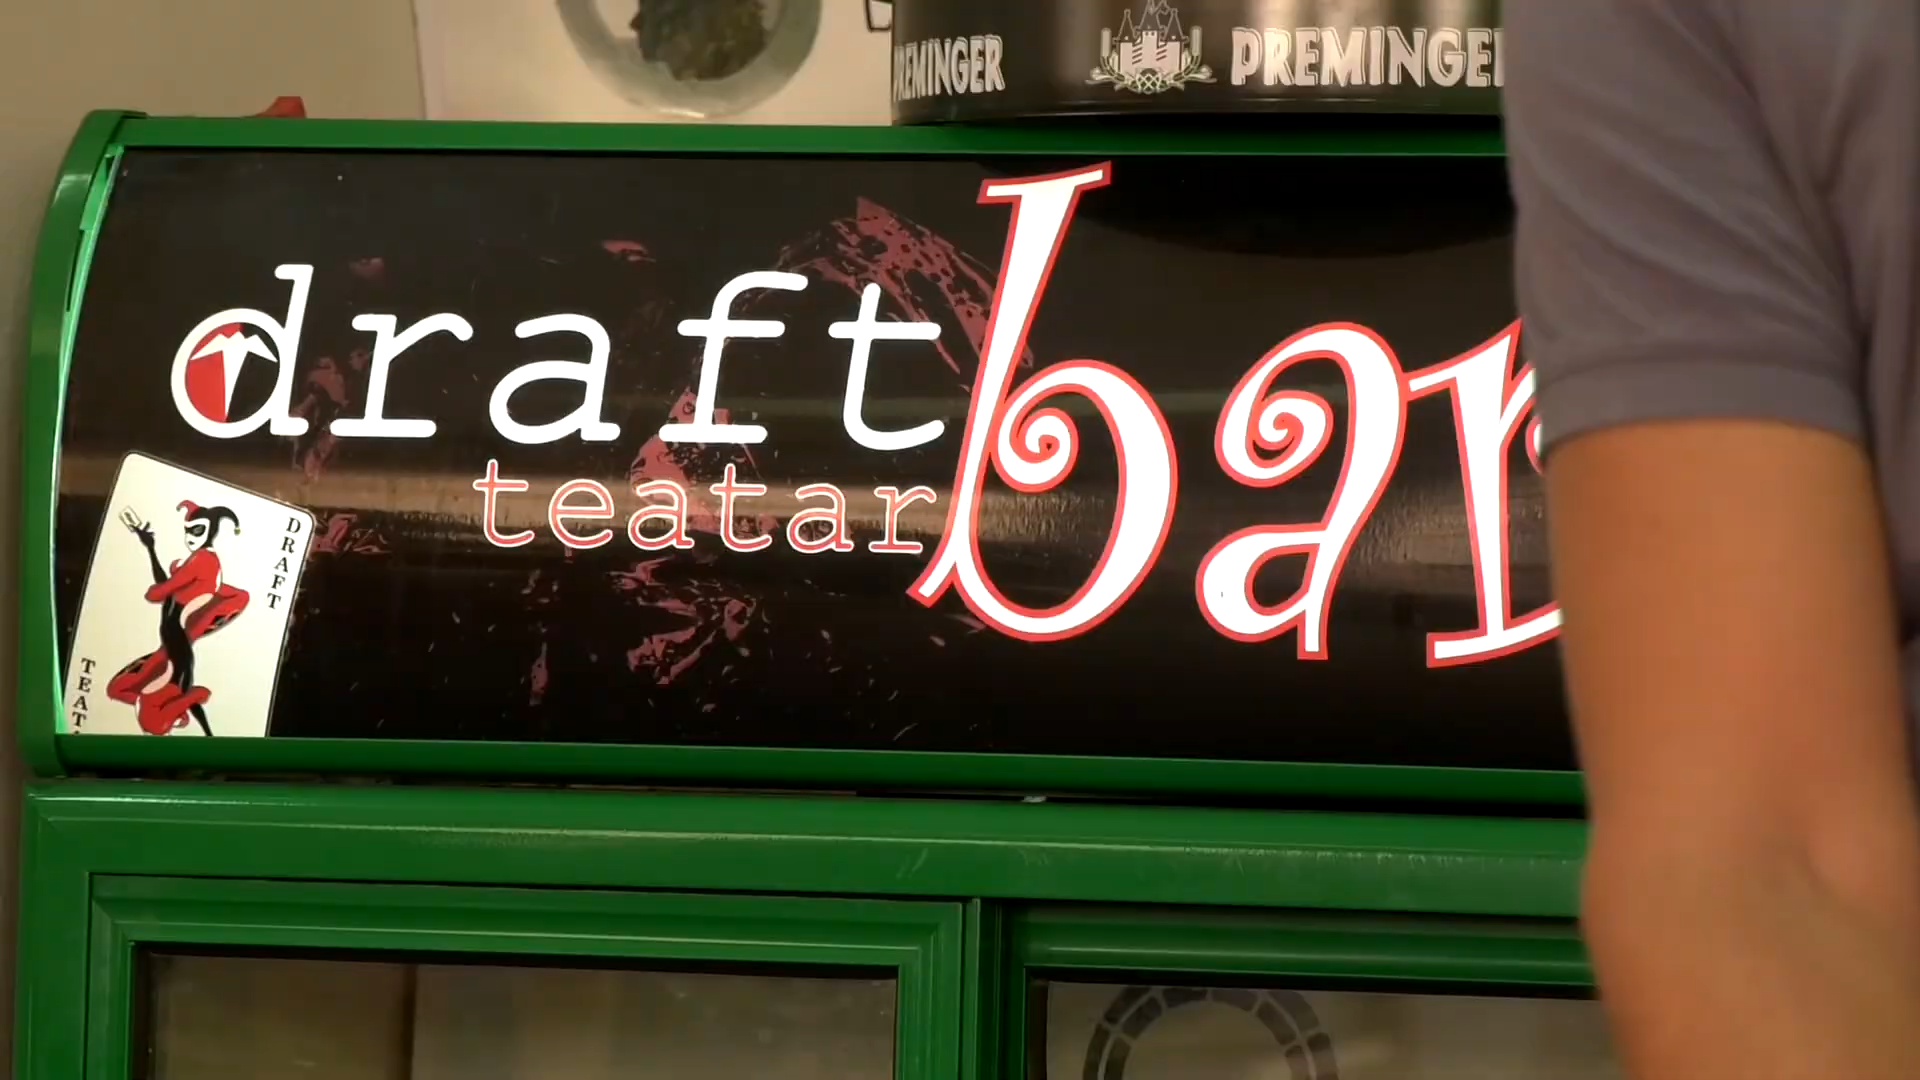 PREMINGER PREMINGER
draft bar
teatar
DRAFT
TEAT